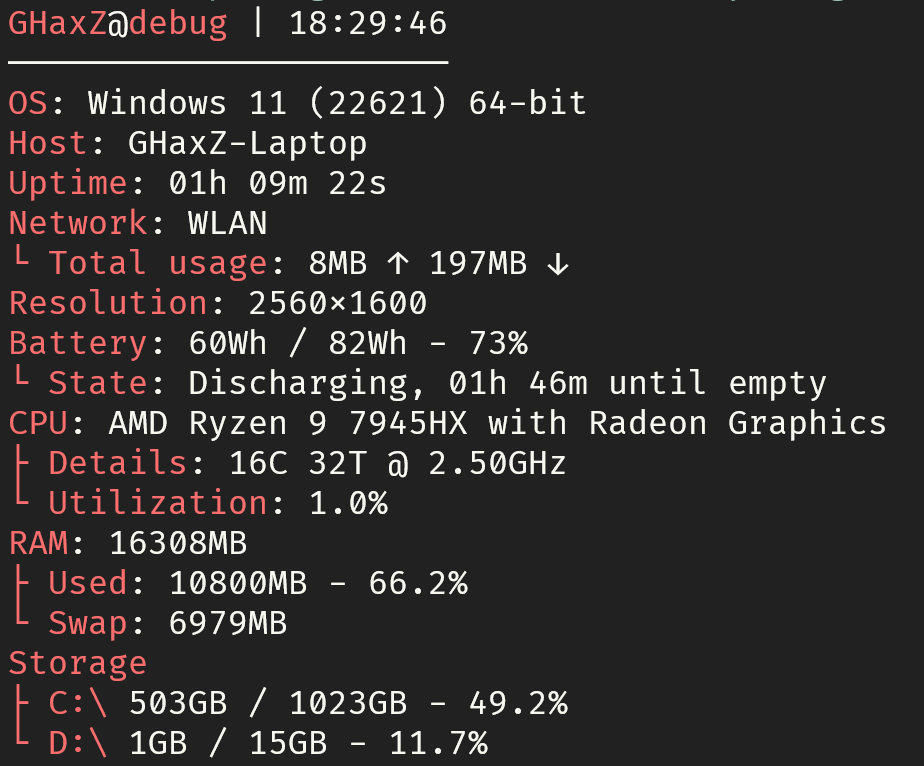 GHaxZ@debug | 18:29:46
OS: Windows 11 (22621) 64-bit
Host: GHaxZ-Laptop
Uptime: 01h 09m 22s
Network: WLAN
└ Total usage: 8MB ↑ 197MB ↓
Resolution: 2560×1600
Battery: 60Wh / 82Wh - 73%
└ State: Discharging, 01h 46m until empty
CPU: AMD Ryzen 9 7945HX with Radeon Graphics
├ Details: 16C 32T @ 2.50GHz
└ Utilization: 1.0%
RAM: 16308MB
├ Used: 10800MB - 66.2%
└ Swap: 6979MB
Storage
├ C:\ 503GB / 1023GB - 49.2%
└ D:\ 1GB / 15GB - 11.7%